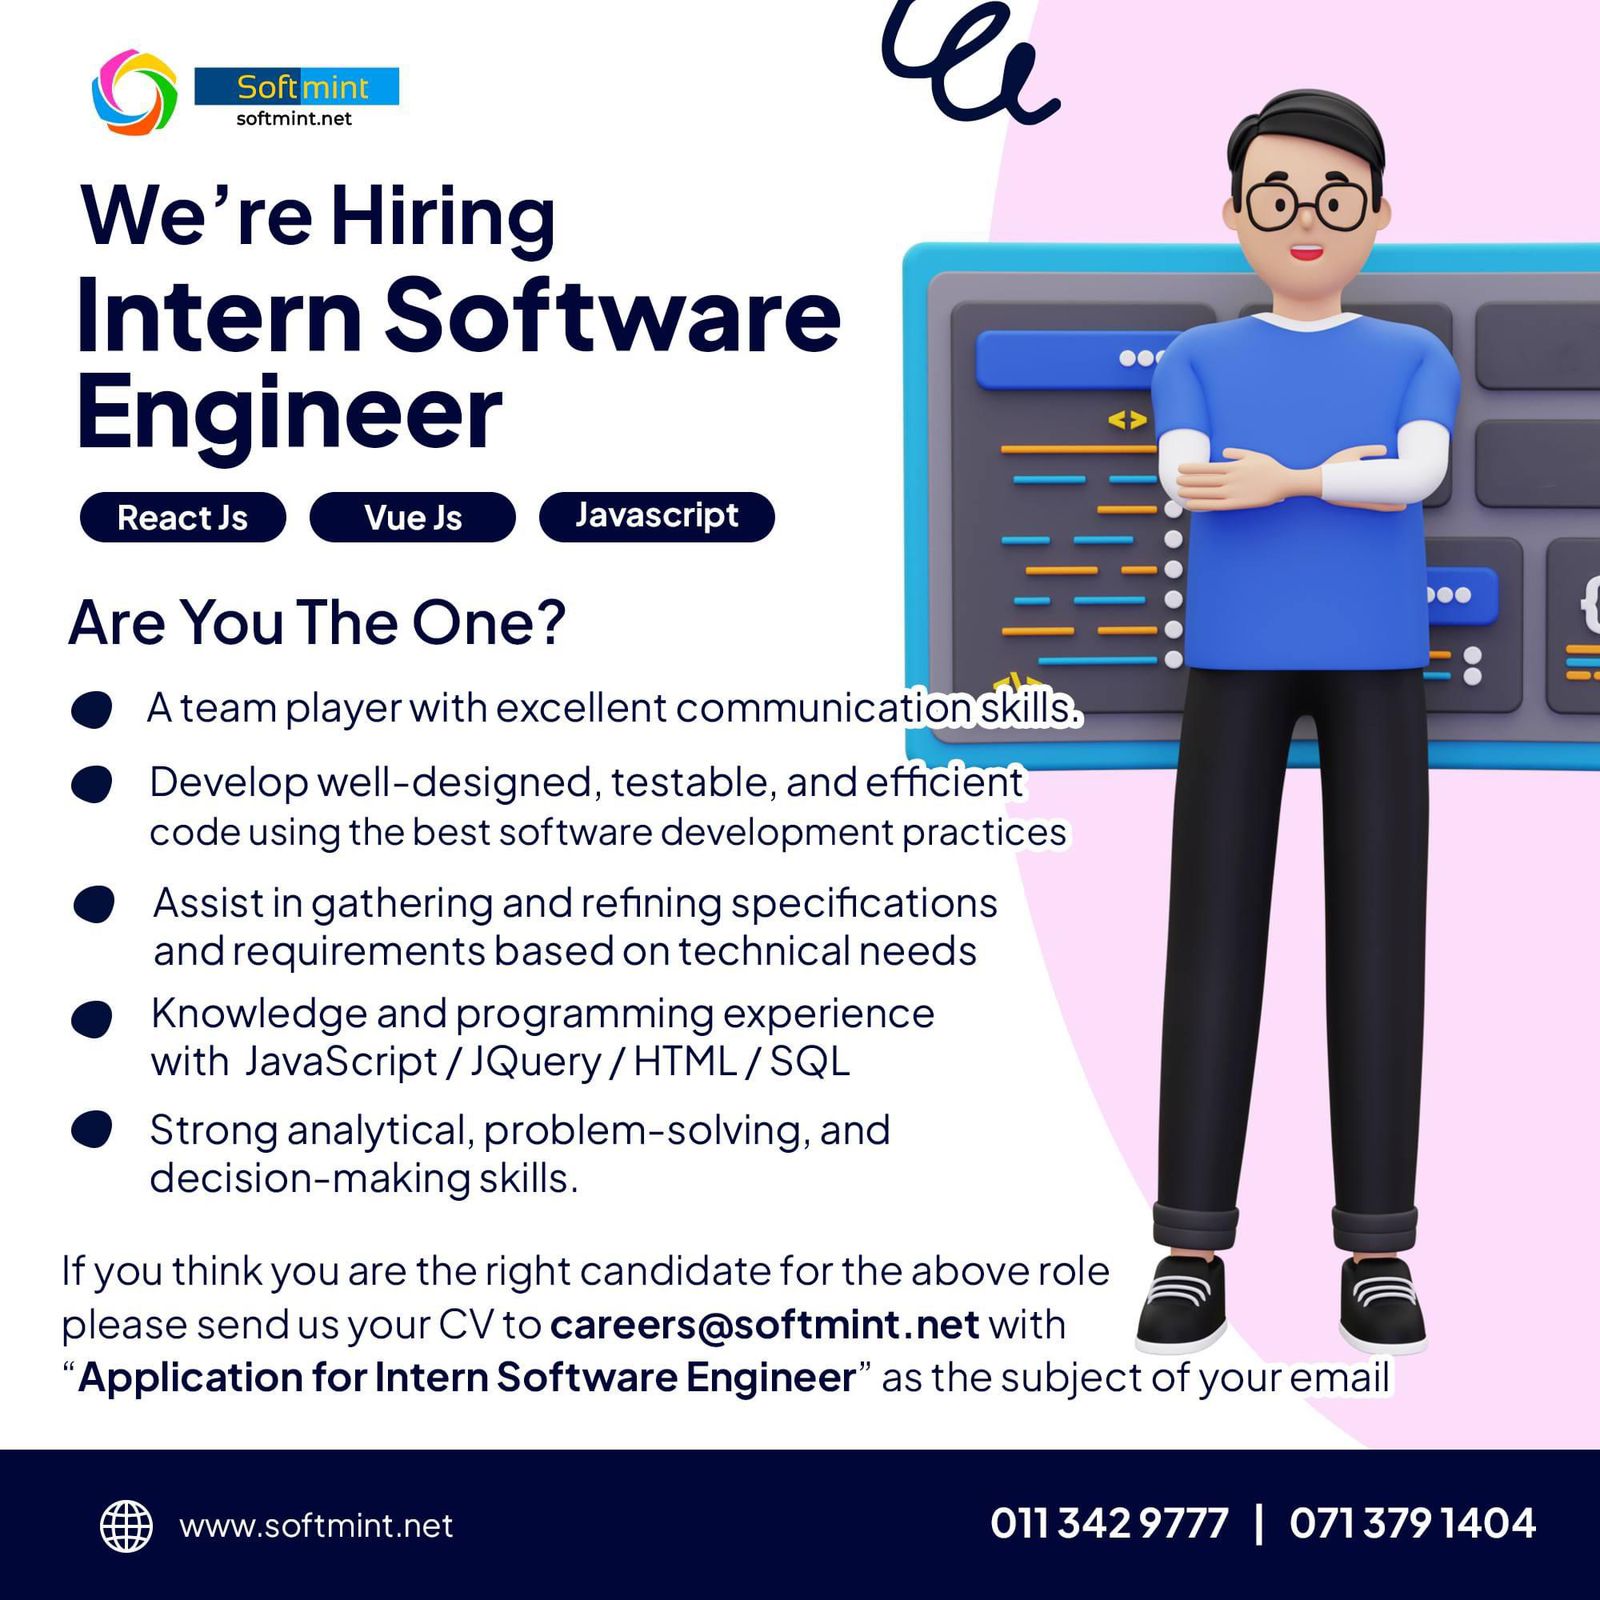 Softmint
softmint.net
We’re Hiring
Intern Software
Engineer
React Js
Vue Js
Javascript
Are You The One?
A team player with excellent communication skills.
Develop well-designed, testable, and efficient
code using the best software development practices
Assist in gathering and refining specifications
and requirements based on technical needs
Knowledge and programming experience
with JavaScript / JQuery / HTML / SQL
Strong analytical, problem-solving, and
decision-making skills.
If you think you are the right candidate for the above role
please send us your CV to careers@softmint.net with
“Application for Intern Software Engineer” as the subject of your email
www.softmint.net
011 342 9777 | 071 379 1404